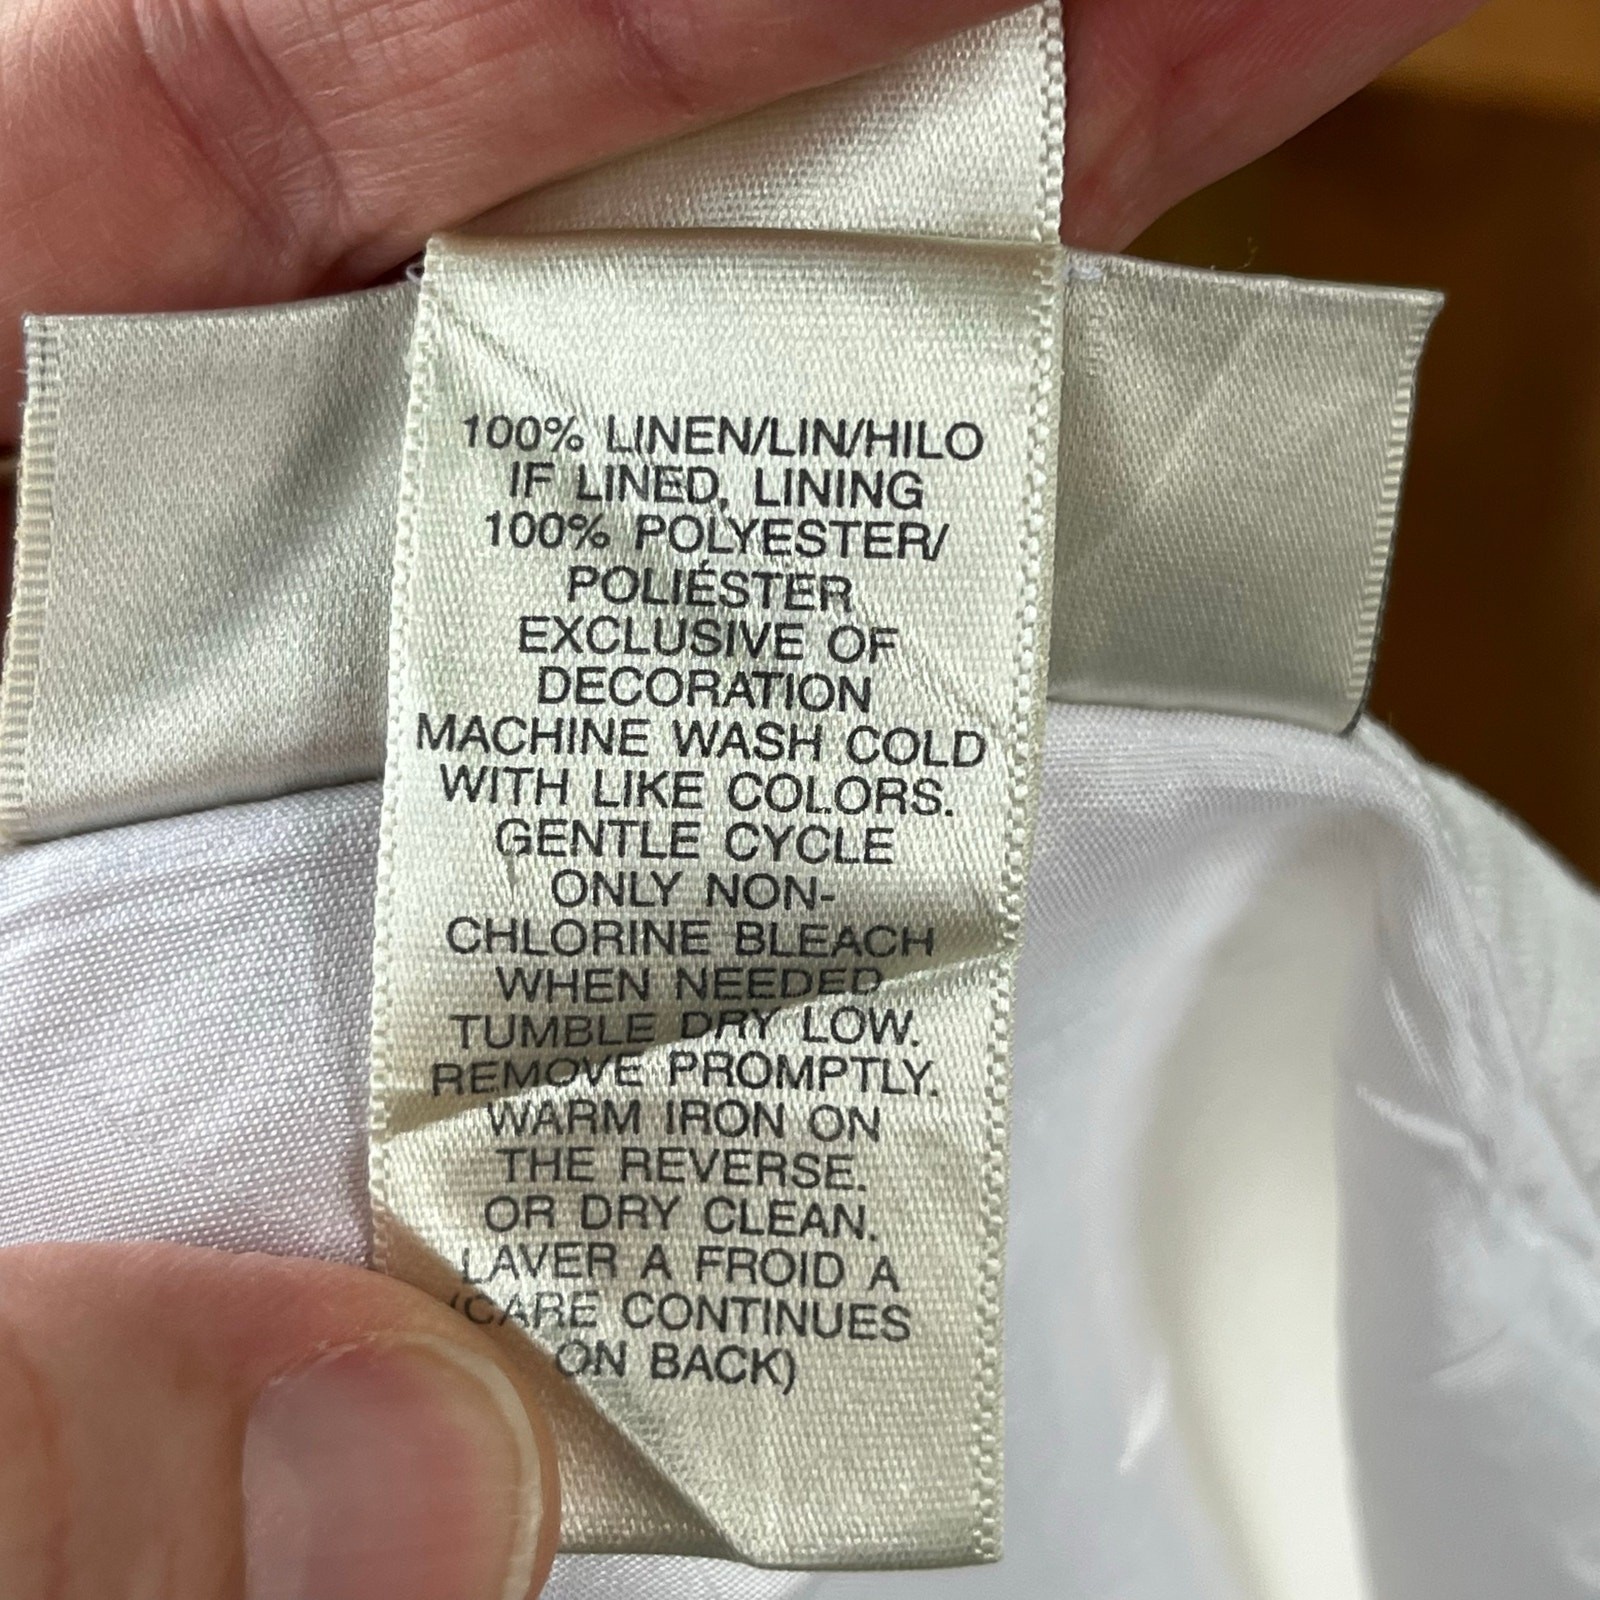 100% LINEN/LIN/HILO
IF LINED, LINING
100% POLYESTER/
POLIÉSTER
EXCLUSIVE OF
DECORATION
MACHINE WASH COLD
WITH LIKE COLORS.
GENTLE CYCLE
ONLY NON-
CHLORINE BLEACH
WHEN NEEDED
TUMBLE DRY LOW.
REMOVE PROMPTLY.
WARM IRON ON
THE REVERSE.
OR DRY CLEAN.
LAVER A FROID A
(CARE CONTINUES
ON BACK)